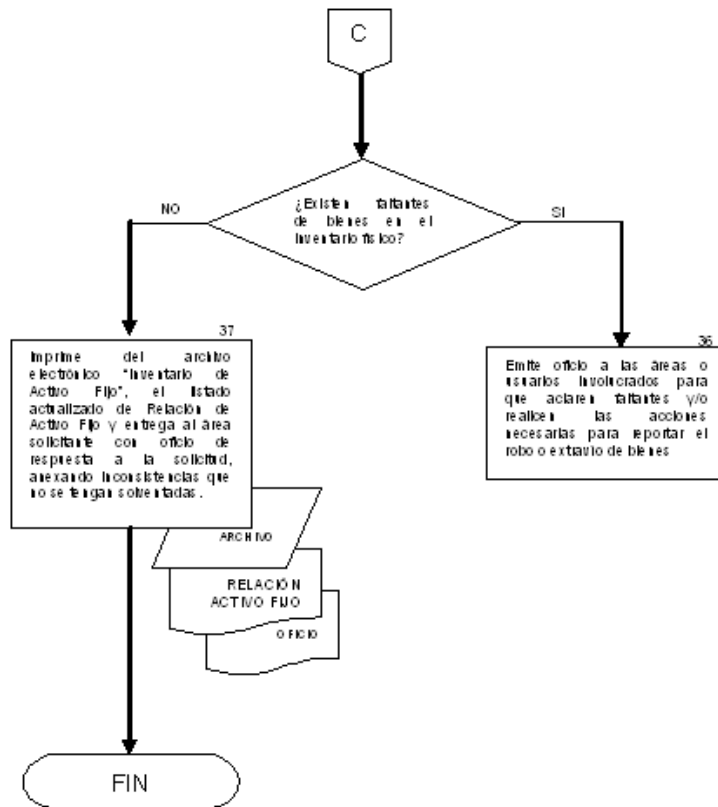 C
¿Existen faltantes
de bienes en el
inventario físico?
NO
SI
37
Imprime del archivo
electrónico "Inventario de
Activo Fijo", el listado
actualizado de Relación de
Activo Fijo y entrega al área
solicitante con oficio de
respuesta a la solicitud,
anexando inconsistencias que
no se tengan solventadas.
36
Emite oficio a las áreas o
usuarios involucrados para
que aclaren faltantes y/o
realicen las acciones
necesarias para reportar el
robo o extravío de bienes
ARCHIVO
RELACIÓN
ACTIVO FIJO
OFICIO
FIN